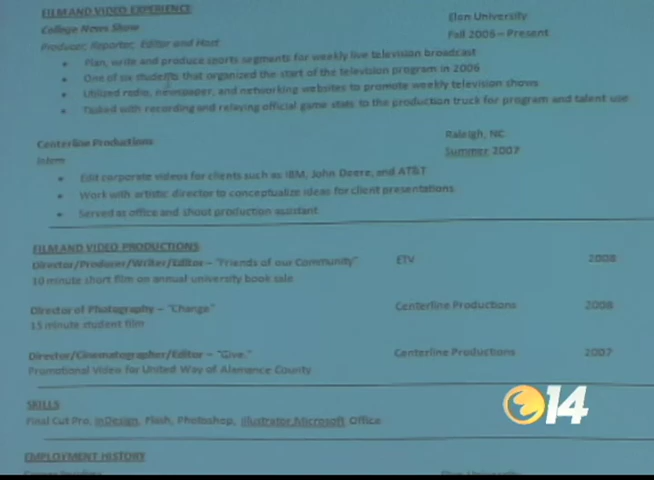 FILM AND VIDEO EXPERIENCE
College News Show Elon University
Producer, Reporter, Editor and Host Fall 2006 – Present
• Plan, write and produce sports segments for weekly live television broadcast
• One of six students that organized the start of the television program in 2006
• Utilized radio, newspaper, and networking websites to promote weekly television shows
• Tasked with recording and relaying official game stats to the production truck for program and talent use
Centerline Productions Raleigh, NC
Intern Summer 2007
• Edit corporate videos for clients such as IBM, John Deere, and AT&T
• Work with artistic director to conceptualize ideas for client presentations
• Served as office and shoot production assistant
FILM AND VIDEO PRODUCTIONS
Director/Producer/Writer/Editor – "Friends of our Community" ETV 2008
10 minute short film on annual university book sale
Director of Photography – "Change" Centerline Productions 2008
15 minute student film
Director/Cinematographer/Editor – "Give." Centerline Productions 2007
Promotional Video for United Way of Alamance County
SKILLS
Final Cut Pro, InDesign, Flash, Photoshop, Illustrator,Microsoft Office
14
EMPLOYMENT HISTORY
Elon University